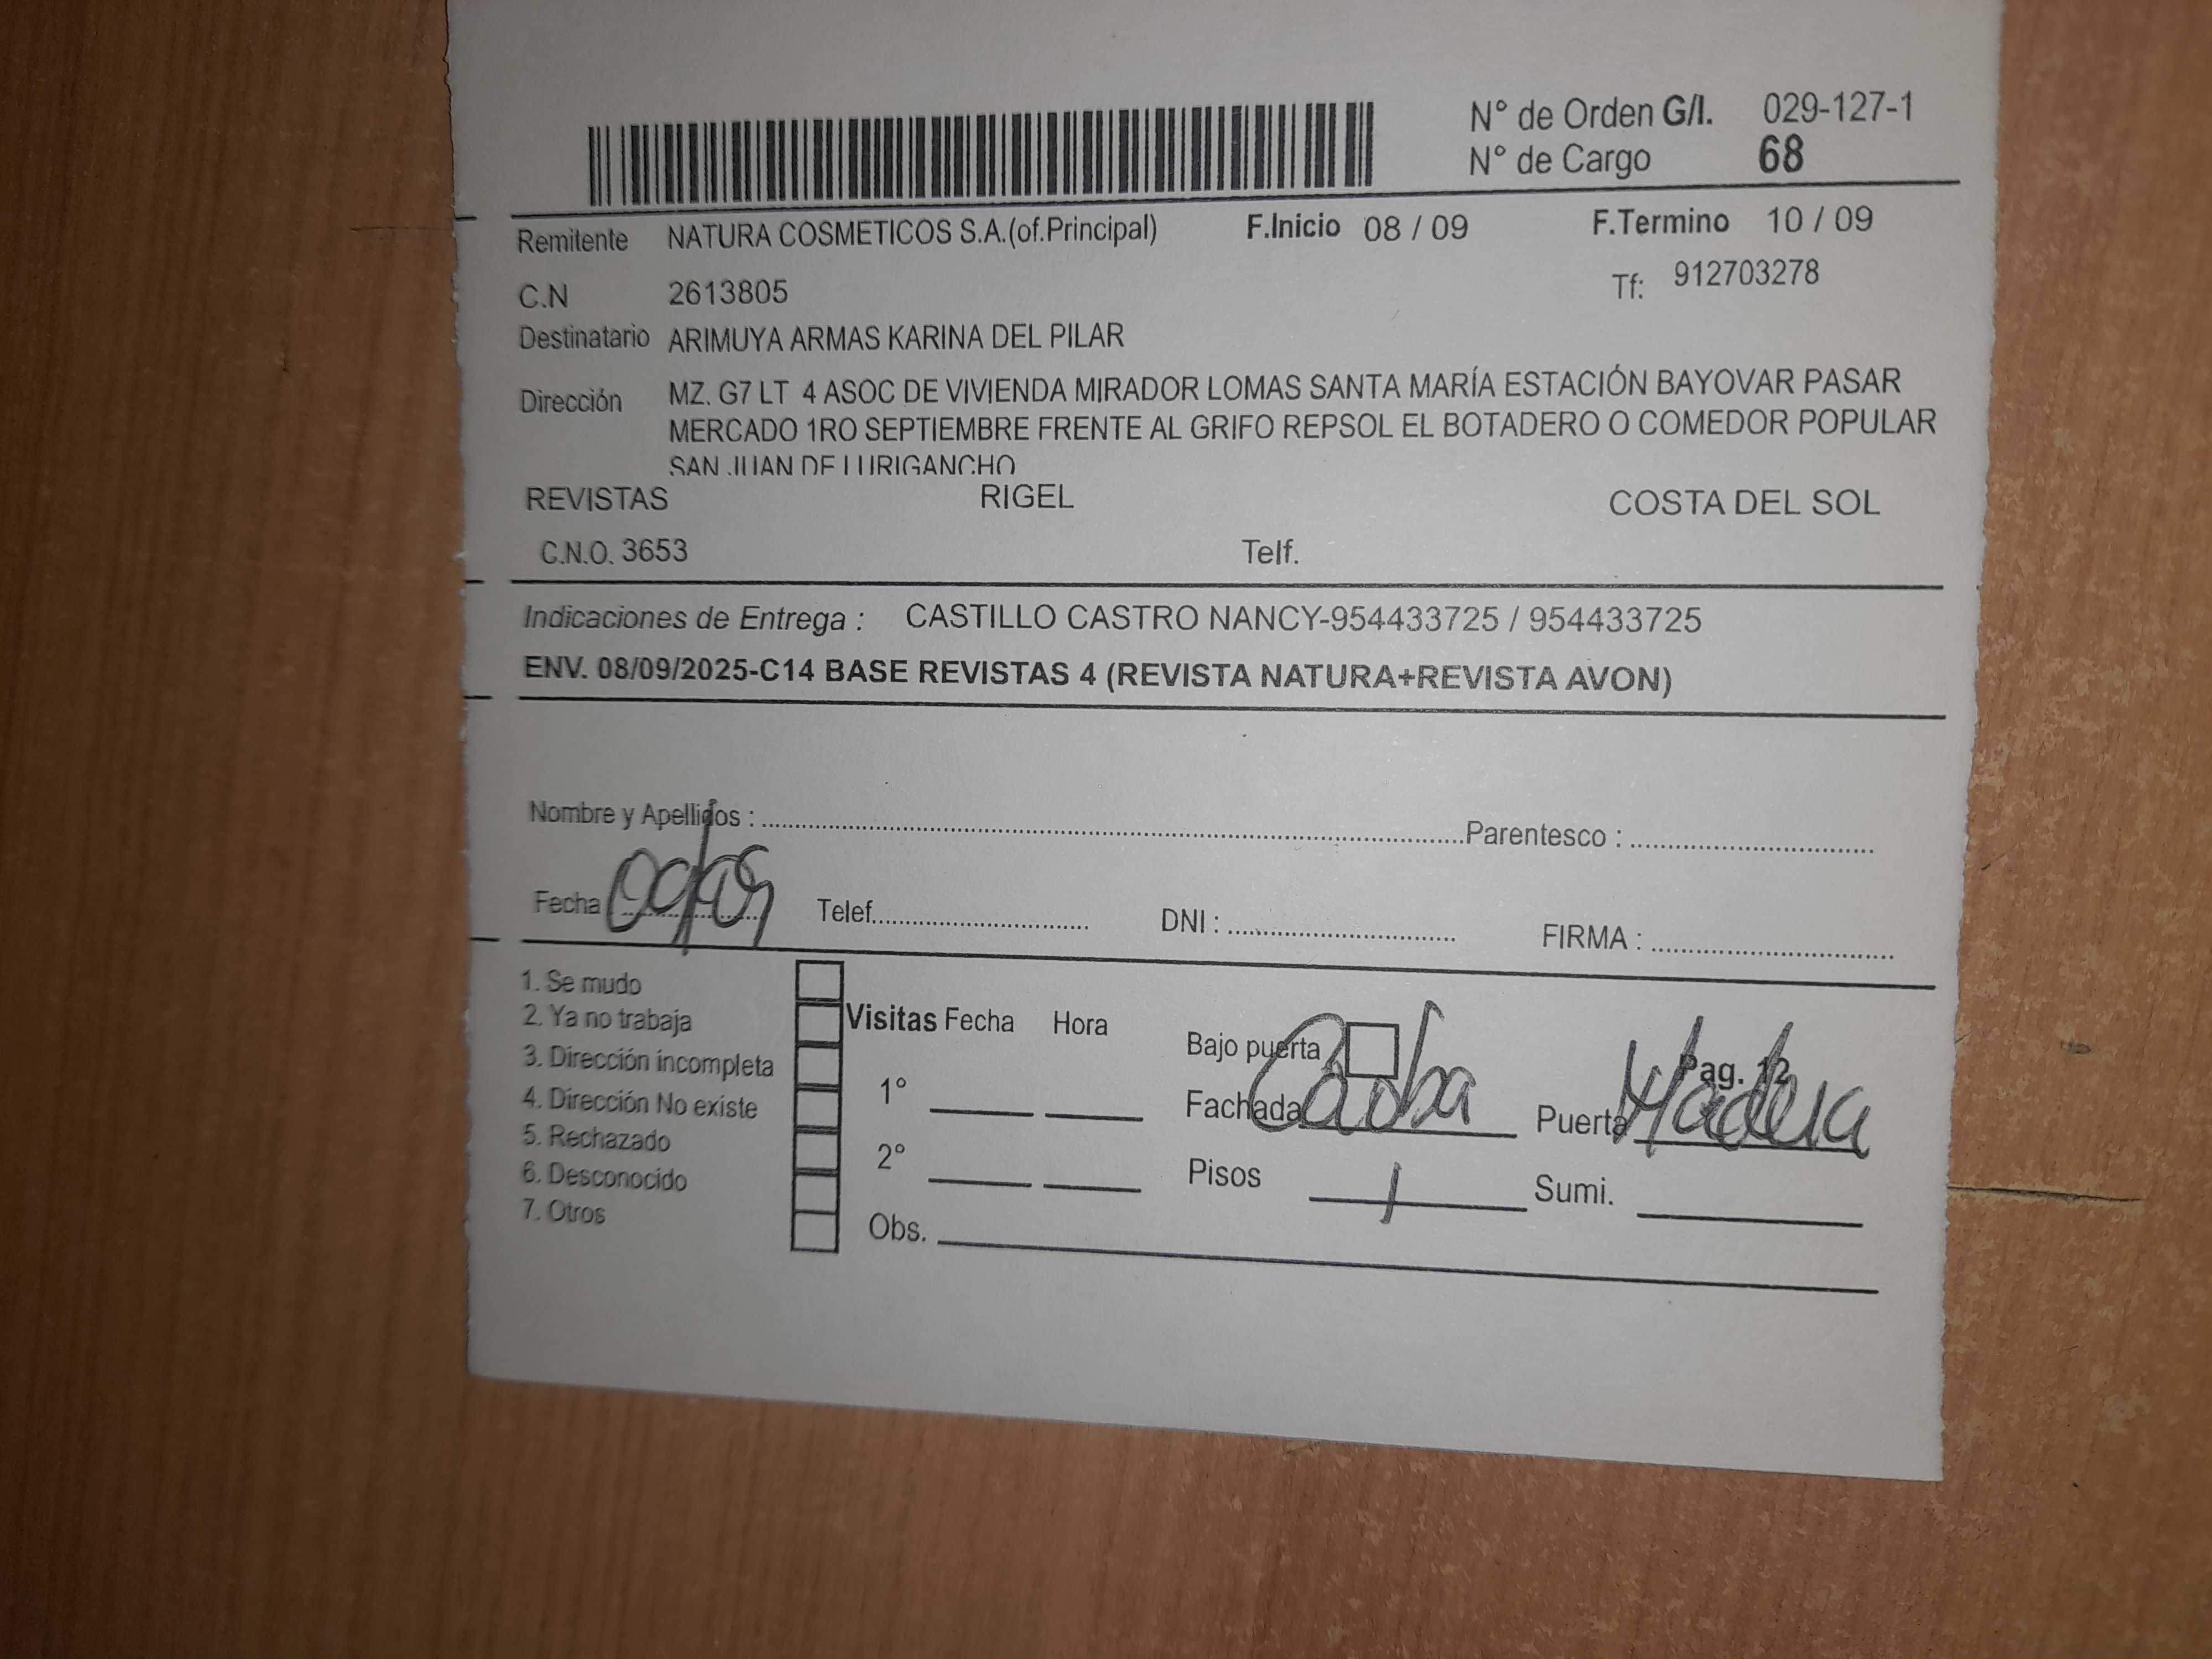 N° de Orden G/I. 029-127-1
N° de Cargo 68
Remitente NATURA COSMETICOS S.A.(of.Principal) F.Inicio 08 / 09 F.Termino 10 / 09
C.N 2613805 Tf: 912703278
Destinatario ARIMUYA ARMAS KARINA DEL PILAR
Dirección MZ. G7 LT 4 ASOC DE VIVIENDA MIRADOR LOMAS SANTA MARÍA ESTACIÓN BAYOVAR PASAR
MERCADO 1RO SEPTIEMBRE FRENTE AL GRIFO REPSOL EL BOTADERO O COMEDOR POPULAR
SAN JUAN DE LURIGANCHO
REVISTAS RIGEL COSTA DEL SOL
C.N.O. 3653 Telf.
Indicaciones de Entrega : CASTILLO CASTRO NANCY-954433725 / 954433725
ENV. 08/09/2025-C14 BASE REVISTAS 4 (REVISTA NATURA+REVISTA AVON)
Nombre y Apellidos : Parentesco :
Fecha 09/09 Telef. DNI : FIRMA :
1. Se mudo
2. Ya no trabaja
3. Dirección incompleta
4. Dirección No existe
5. Rechazado
6. Desconocido
7. Otros
Visitas Fecha Hora
1°
2°
Obs.
Bajo puerta Pag. 12
Fachada Caoba Puerta Madera
Pisos 1 Sumi.